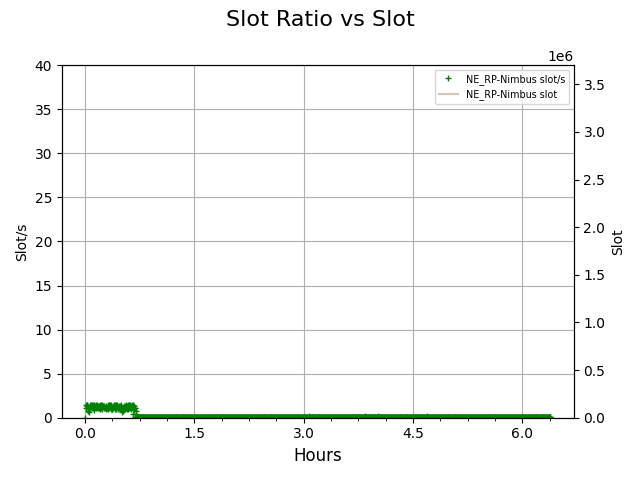 Slot Ratio vs Slot
1e6
40
35
30
25
20
15
10
5
0
Slot/s
3.5
3.0
2.5
2.0
1.5
1.0
0.5
0.0
Slot
NE_RP-Nimbus slot/s
NE_RP-Nimbus slot
0.0 1.5 3.0 4.5 6.0
Hours